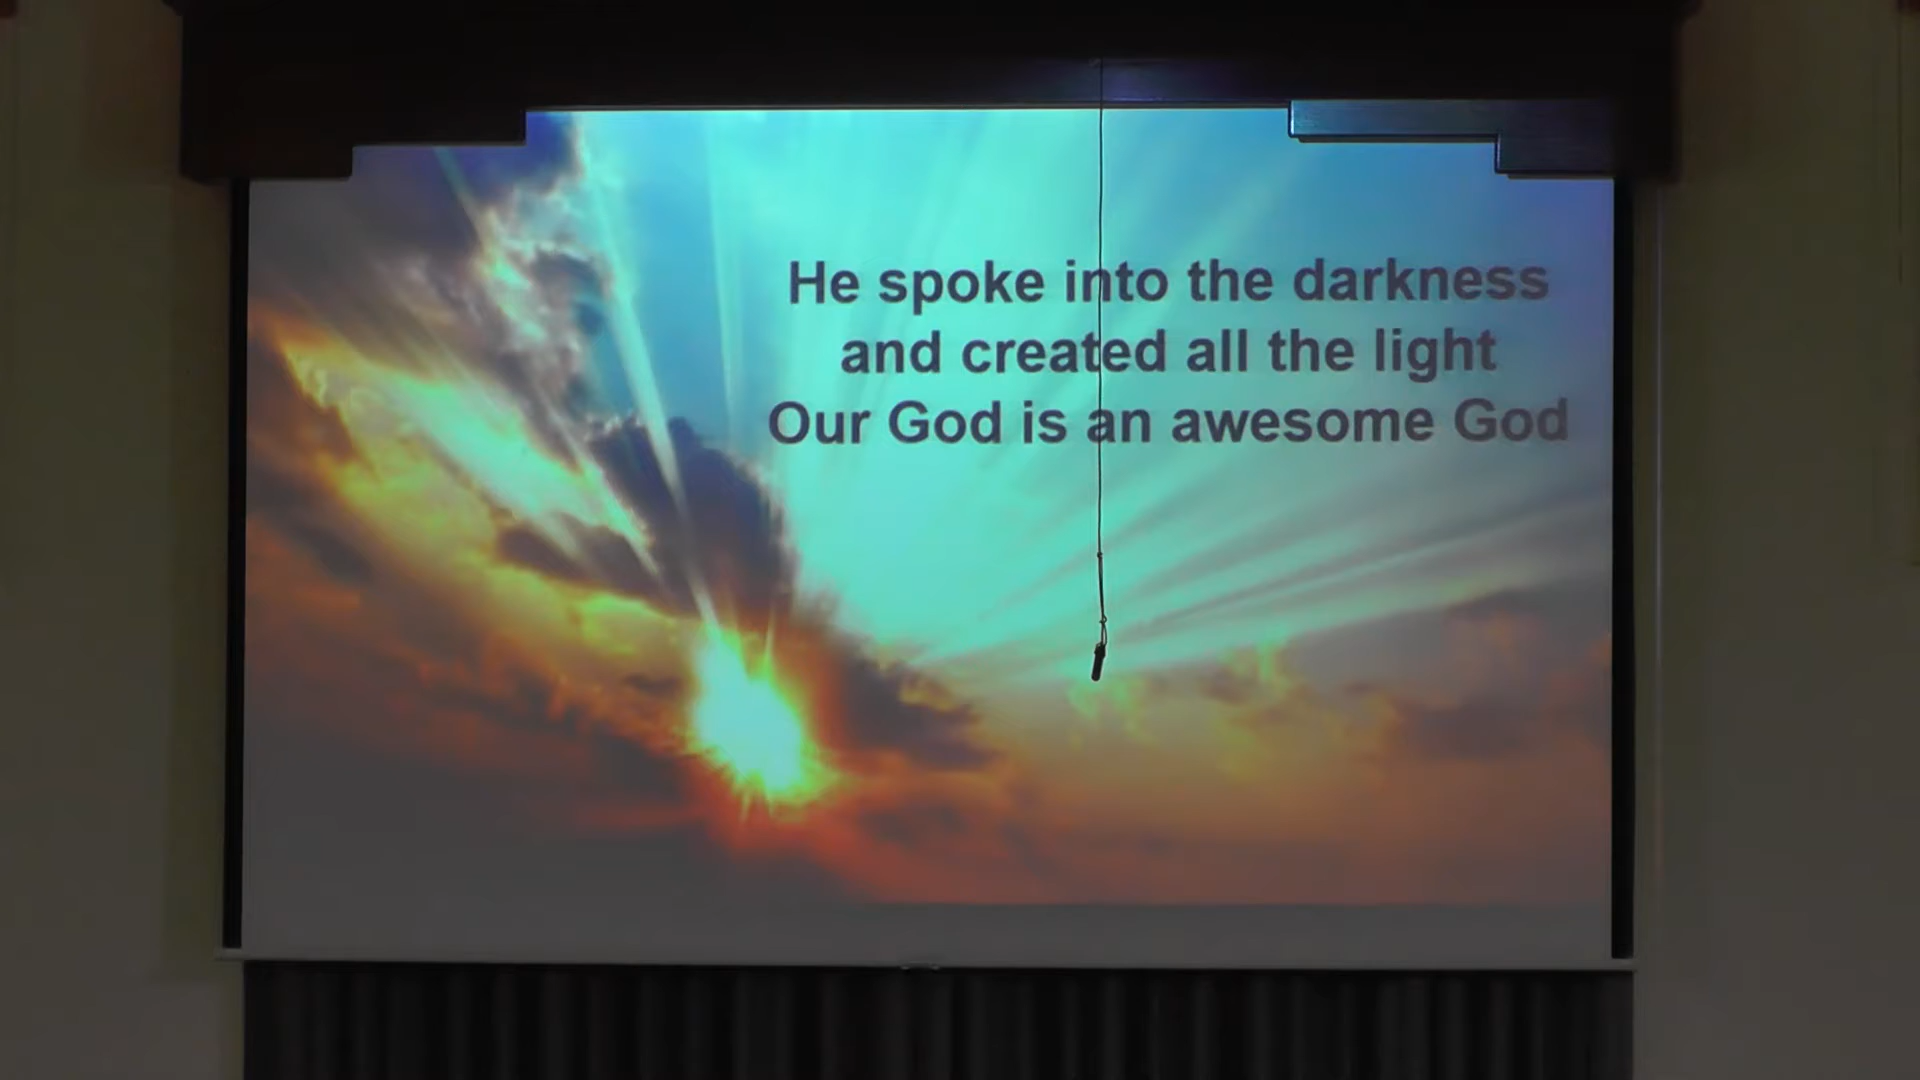 He spoke into the darkness
and created all the light
Our God is an awesome God